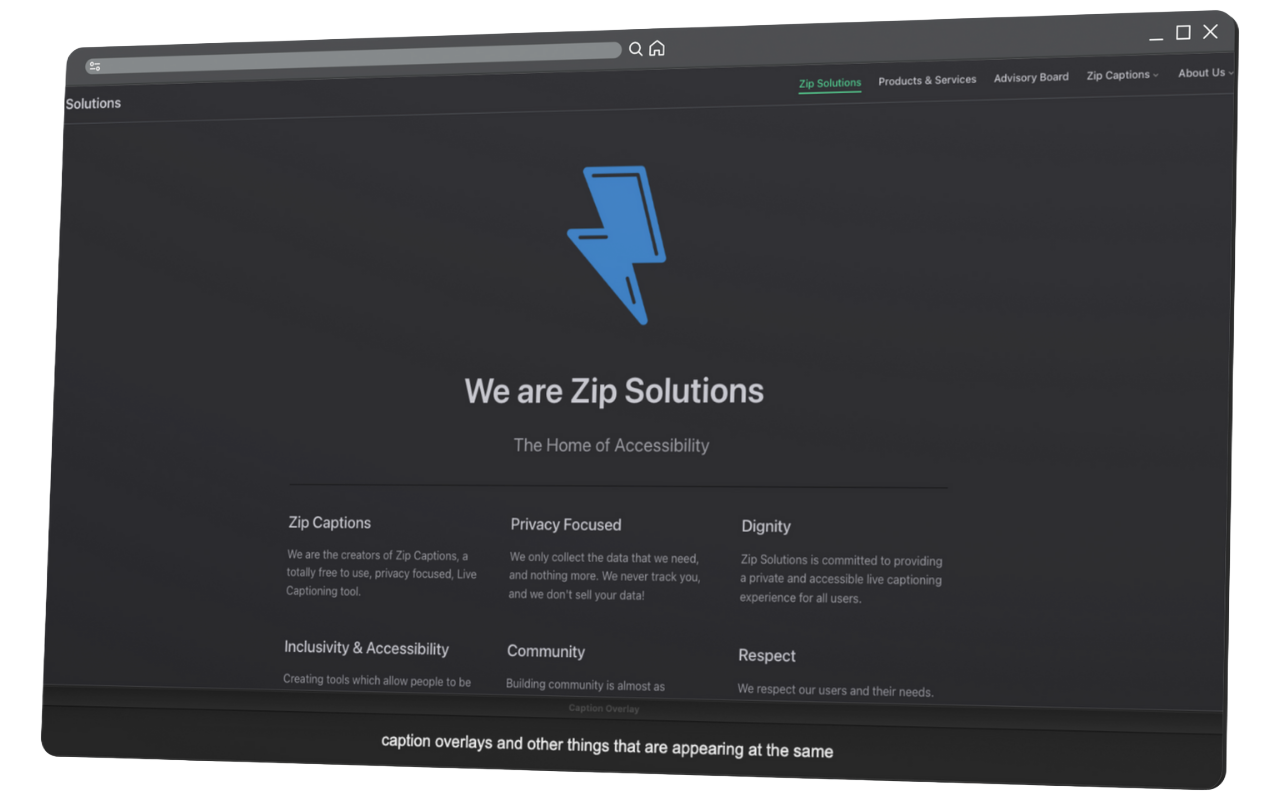 Solutions
Zip Solutions
Products & Services
Advisory Board
Zip Captions
About Us
We are Zip Solutions
The Home of Accessibility
Zip Captions
We are the creators of Zip Captions, a
totally free to use, privacy focused, Live
Captioning tool.
Privacy Focused
We only collect the data that we need,
and nothing more. We never track you,
and we don't sell your data!
Dignity
Zip Solutions is committed to providing
a private and accessible live captioning
experience for all users.
Inclusivity & Accessibility
Creating tools which allow people to be
Community
Building community is almost as
Respect
We respect our users and their needs.
Caption Overlay
caption overlays and other things that are appearing at the same